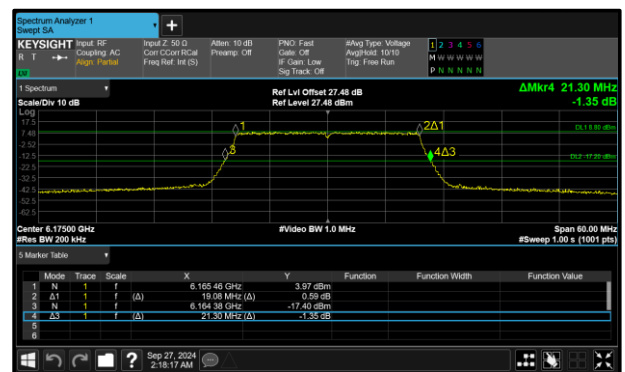 Spectrum Analyzer 1
Swept SA
+
KEYSIGHT Input: RF Input Z: 50 Ω Atten: 10 dB PNO: Fast #Avg Type: Voltage 1 2 3 4 5 6
R T Coupling: AC Corr CCorr RCal Preamp: Off Gate: Off Avg|Hold: 10/10 M W W W W W
Align: Partial Freq Ref: Int (S) IF Gain: Low Trig: Free Run
Sig Track: Off P N N N N N
1 Spectrum Ref Lvl Offset 27.48 dB ΔMkr4 21.30 MHz
Scale/Div 10 dB Ref Level 27.48 dBm -1.35 dB
Log
17.5
7.48
-2.52
-12.5
-22.5
-32.5
-42.5
-52.5
-62.5
1
2Δ1
3
4Δ3
DL1 8.80 dBm
DL2 -17.20 dBm
Center 6.17500 GHz #Video BW 1.0 MHz Span 60.00 MHz
#Res BW 200 kHz #Sweep 1.00 s (1001 pts)
5 Marker Table
Mode Trace Scale X Y Function Function Width Function Value
1 N 1 f 6.165 46 GHz 3.97 dBm
2 Δ1 1 f (Δ) 19.08 MHz (Δ) 0.59 dB
3 N 1 f 6.164 38 GHz -17.40 dBm
4 Δ3 1 f (Δ) 21.30 MHz (Δ) -1.35 dB
5
6
? Sep 27, 2024
2:18:17 AM